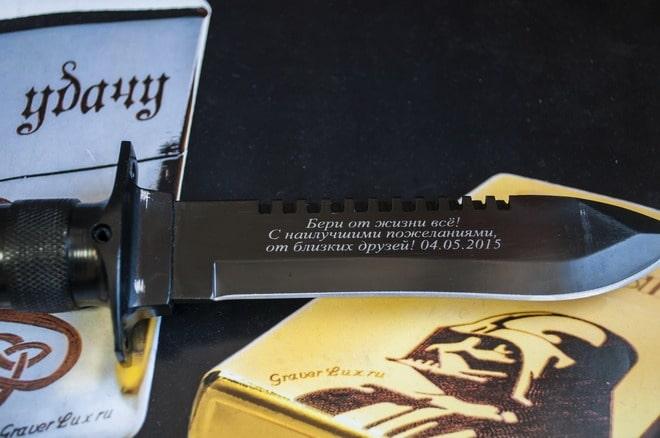 удачу
Бери от жизни всё!
С наилучшими пожеланиями,
от близких друзей! 04.05.2015
GraverLux.ru
GraverLux.ru